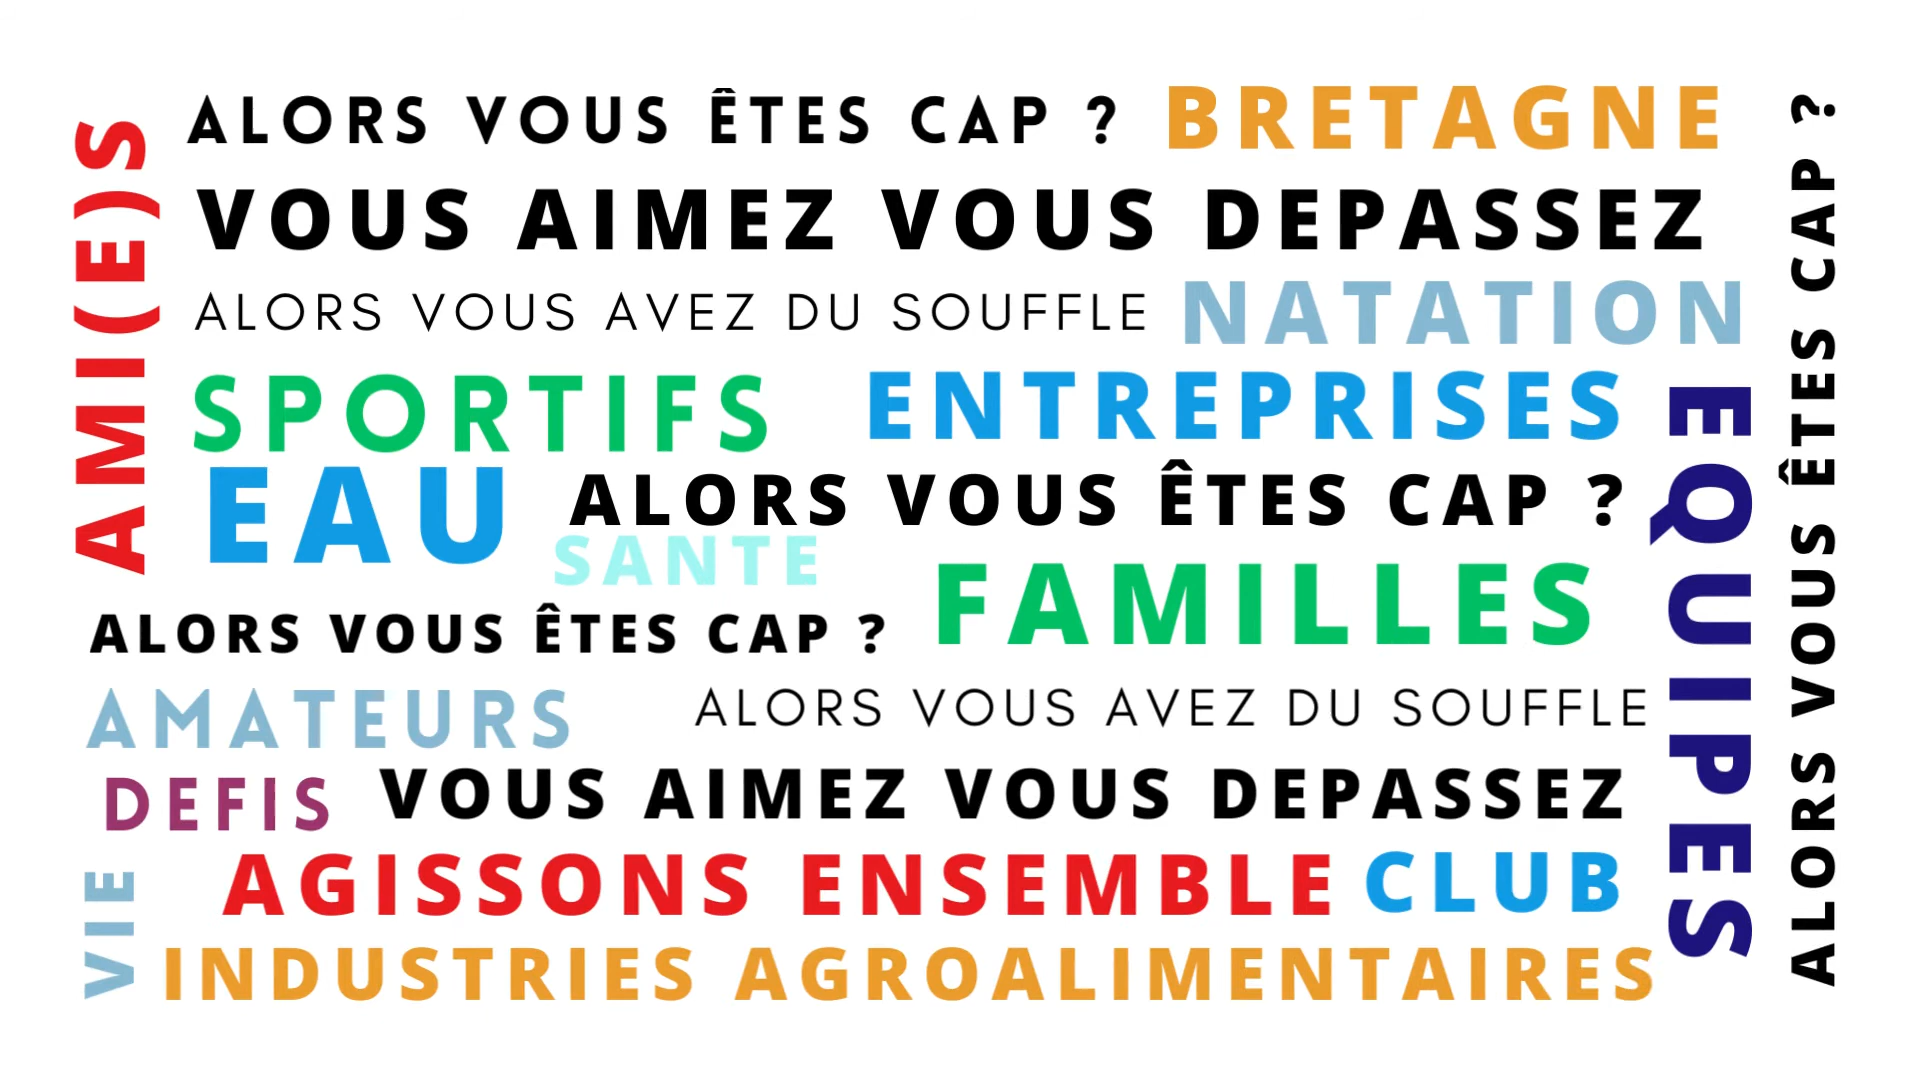 AMI(E)S
ALORS VOUS ÊTES CAP ? BRETAGNE
VOUS AIMEZ VOUS DEPASSEZ
ALORS VOUS AVEZ DU SOUFFLE NATATION
SPORTIFS ENTREPRISES
EAU ALORS VOUS ÊTES CAP ?
SANTE FAMILLES
ALORS VOUS ÊTES CAP ?
AMATEURS ALORS VOUS AVEZ DU SOUFFLE
DEFIS VOUS AIMEZ VOUS DEPASSEZ
AGISSONS ENSEMBLE CLUB
VIE
INDUSTRIES AGROALIMENTAIRES
EQUIPES
ALORS VOUS ÊTES CAP ?